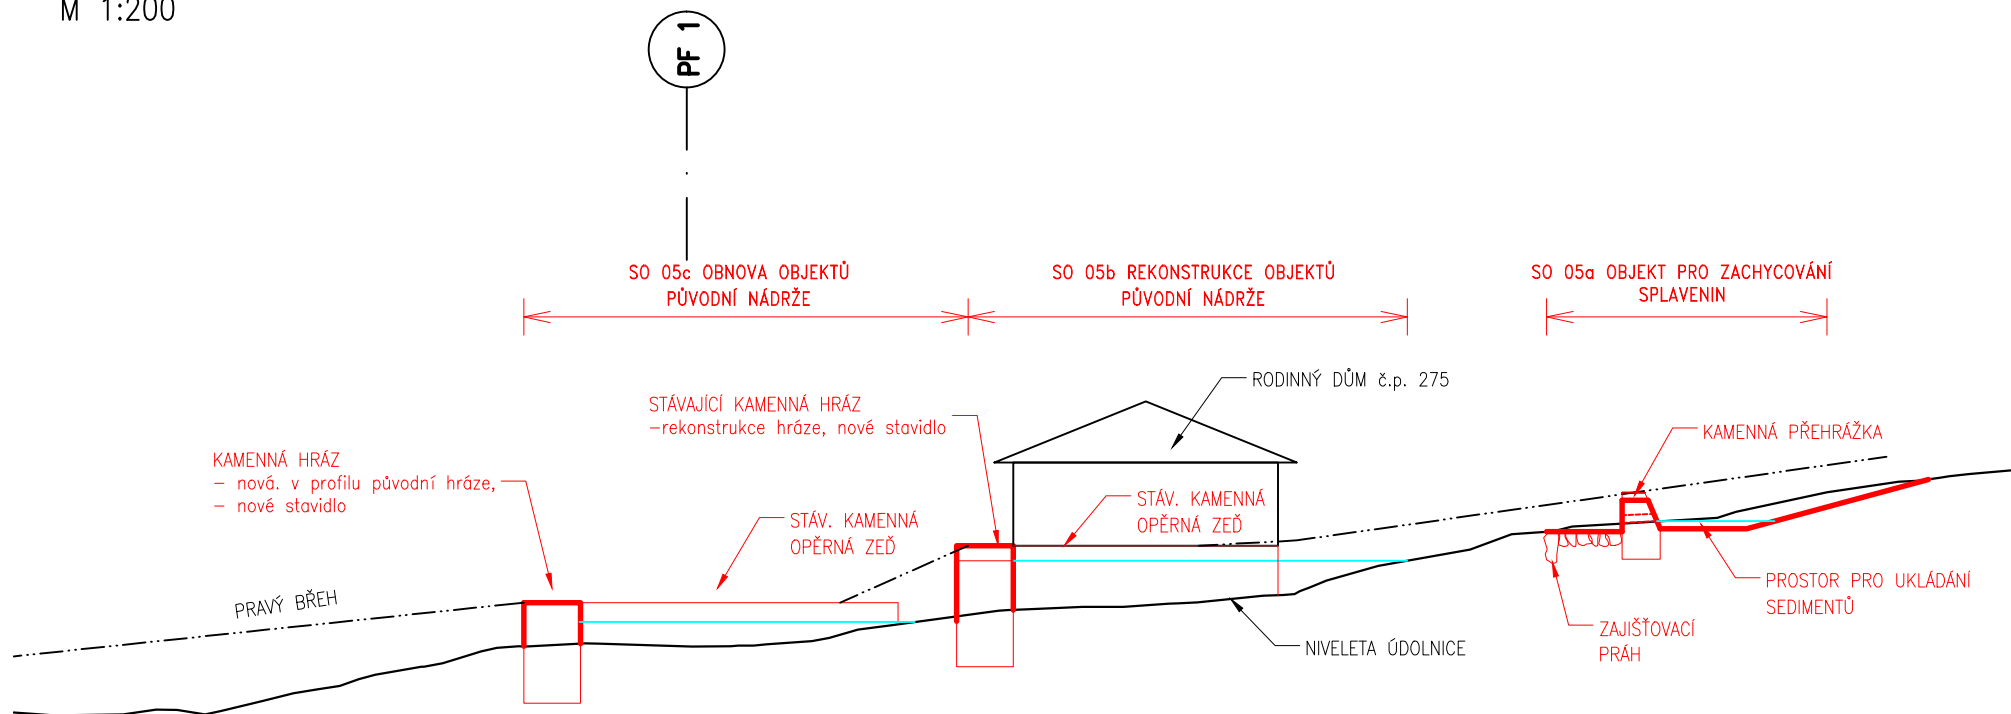 M 1:200
PF 1
SO 05c OBNOVA OBJEKTŮ
PŮVODNÍ NÁDRŽE
SO 05b REKONSTRUKCE OBJEKTŮ
PŮVODNÍ NÁDRŽE
SO 05a OBJEKT PRO ZACHYCOVÁNÍ
SPLAVENIN
RODINNÝ DŮM č.p. 275
STÁVAJÍCÍ KAMENNÁ HRÁZ
-rekonstrukce hráze, nové stavidlo
KAMENNÁ PŘEHRÁŽKA
KAMENNÁ HRÁZ
- nová. v profilu původní hráze,
- nové stavidlo
STÁV. KAMENNÁ
OPĚRNÁ ZEĎ
STÁV. KAMENNÁ
OPĚRNÁ ZEĎ
PRAVÝ BŘEH
PROSTOR PRO UKLÁDÁNÍ
SEDIMENTŮ
ZAJIŠŤOVACÍ
PRÁH
NIVELETA ÚDOLNICE